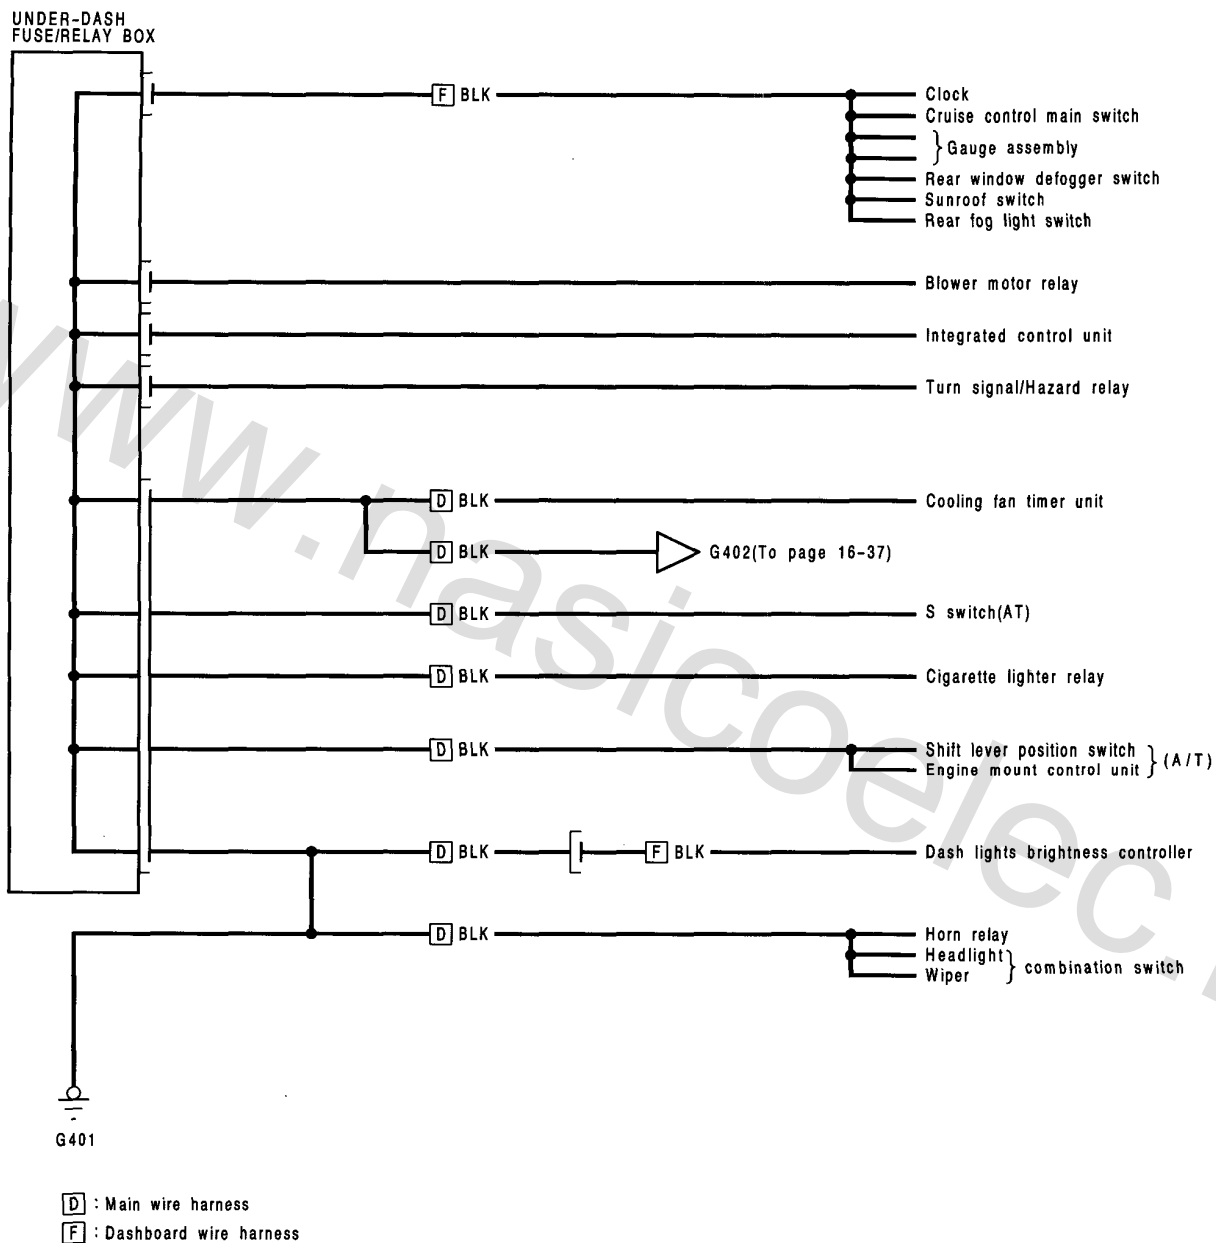 UNDER-DASH
FUSE/RELAY BOX
F BLK
Clock
Cruise control main switch
} Gauge assembly
Rear window defogger switch
Sunroof switch
Rear fog light switch
Blower motor relay
Integrated control unit
Turn signal/Hazard relay
D BLK
Cooling fan timer unit
D BLK
G402(To page 16-37)
D BLK
S switch(AT)
D BLK
Cigarette lighter relay
D BLK
Shift lever position switch
Engine mount control unit } (A/T)
D BLK
F BLK
Dash lights brightness controller
D BLK
Horn relay
Headlight
Wiper } combination switch
G401
D : Main wire harness
F : Dashboard wire harness
www.nasicoelec.